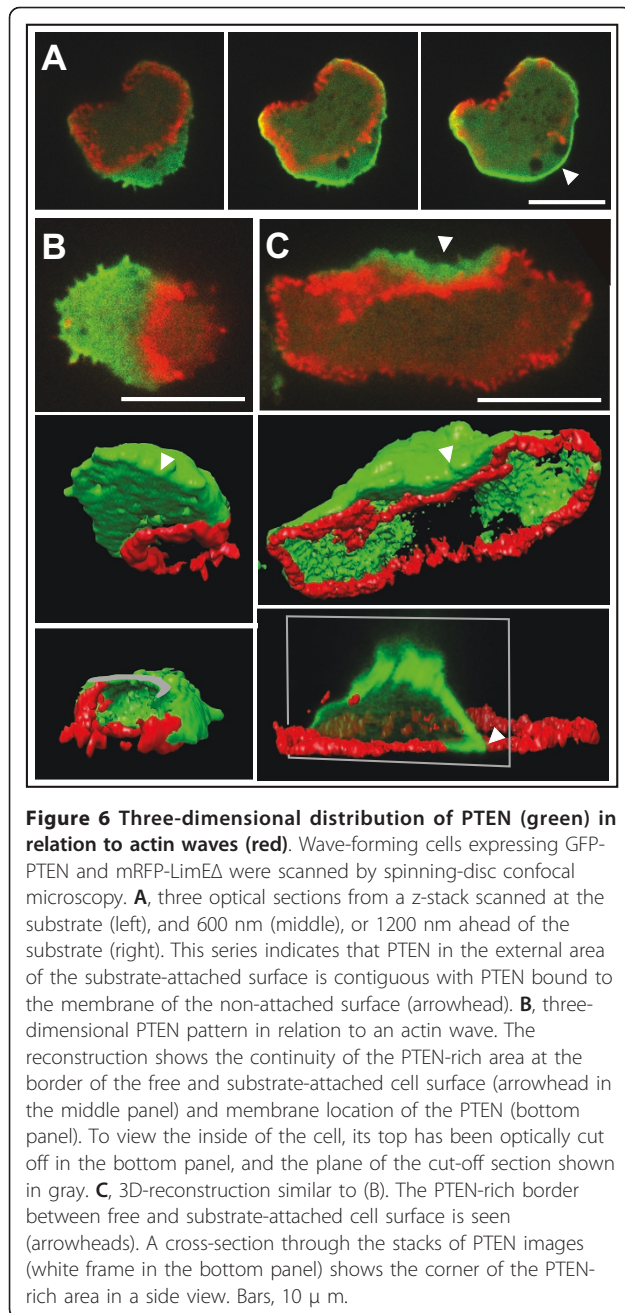 A
B
C
Figure 6 Three-dimensional distribution of PTEN (green) in
relation to actin waves (red). Wave-forming cells expressing GFP-
PTEN and mRFP-LimEΔ were scanned by spinning-disc confocal
microscopy. A, three optical sections from a z-stack scanned at the
substrate (left), and 600 nm (middle), or 1200 nm ahead of the
substrate (right). This series indicates that PTEN in the external area
of the substrate-attached surface is contiguous with PTEN bound to
the membrane of the non-attached surface (arrowhead). B, three-
dimensional PTEN pattern in relation to an actin wave. The
reconstruction shows the continuity of the PTEN-rich area at the
border of the free and substrate-attached cell surface (arrowhead in
the middle panel) and membrane location of the PTEN (bottom
panel). To view the inside of the cell, its top has been optically cut
off in the bottom panel, and the plane of the cut-off section shown
in gray. C, 3D-reconstruction similar to (B). The PTEN-rich border
between free and substrate-attached cell surface is seen
(arrowheads). A cross-section through the stacks of PTEN images
(white frame in the bottom panel) shows the corner of the PTEN-
rich area in a side view. Bars, 10 μ m.